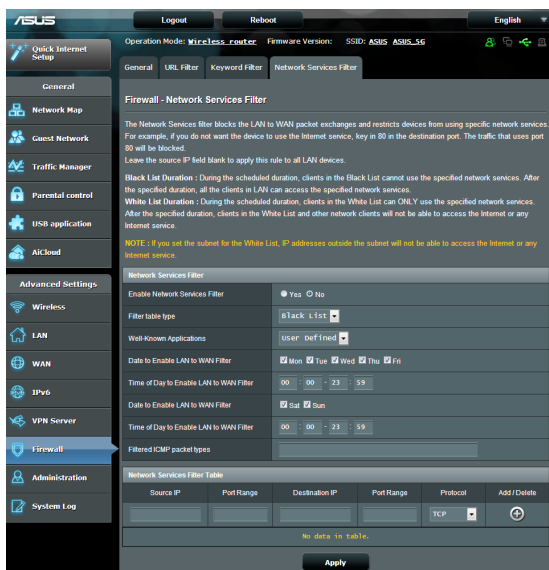 ASUS
Logout
Reboot
English
Quick Internet Setup
Operation Mode: Wireless router Firmware Version: SSID: ASUS ASUS_5G
General
URL Filter
Keyword Filter
Network Services Filter
General
Network Map
Guest Network
Traffic Manager
Parental control
USB application
AiCloud
Advanced Settings
Wireless
LAN
WAN
IPv6
VPN Server
Firewall
Administration
System Log
Firewall - Network Services Filter
The Network Services filter blocks the LAN to WAN packet exchanges and restricts devices from using specific network services.
For example, if you do not want the device to use the Internet service, key in 80 in the destination port. The traffic that uses port
80 will be blocked.
Leave the source IP field blank to apply this rule to all LAN devices.
Black List Duration : During the scheduled duration, clients in the Black List cannot use the specified network services. After
the specified duration, all the clients in LAN can access the specified network services.
White List Duration : During the scheduled duration, clients in the White List can ONLY use the specified network services.
After the specified duration, clients in the White List and other network clients will not be able to access the Internet or any
Internet service.
NOTE : If you set the subnet for the White List, IP addresses outside the subnet will not be able to access the Internet or any
Internet service.
Network Services Filter
Enable Network Services Filter Yes No
Filter table type Black List
Well-Known Applications User Defined
Date to Enable LAN to WAN Filter Mon Tue Wed Thu Fri
Time of Day to Enable LAN to WAN Filter 00 : 00 - 23 : 59
Date to Enable LAN to WAN Filter Sat Sun
Time of Day to Enable LAN to WAN Filter 00 : 00 - 23 : 59
Filtered ICMP packet types
Network Services Filter Table
Source IP Port Range Destination IP Port Range Protocol Add / Delete
TCP
No data in table.
Apply